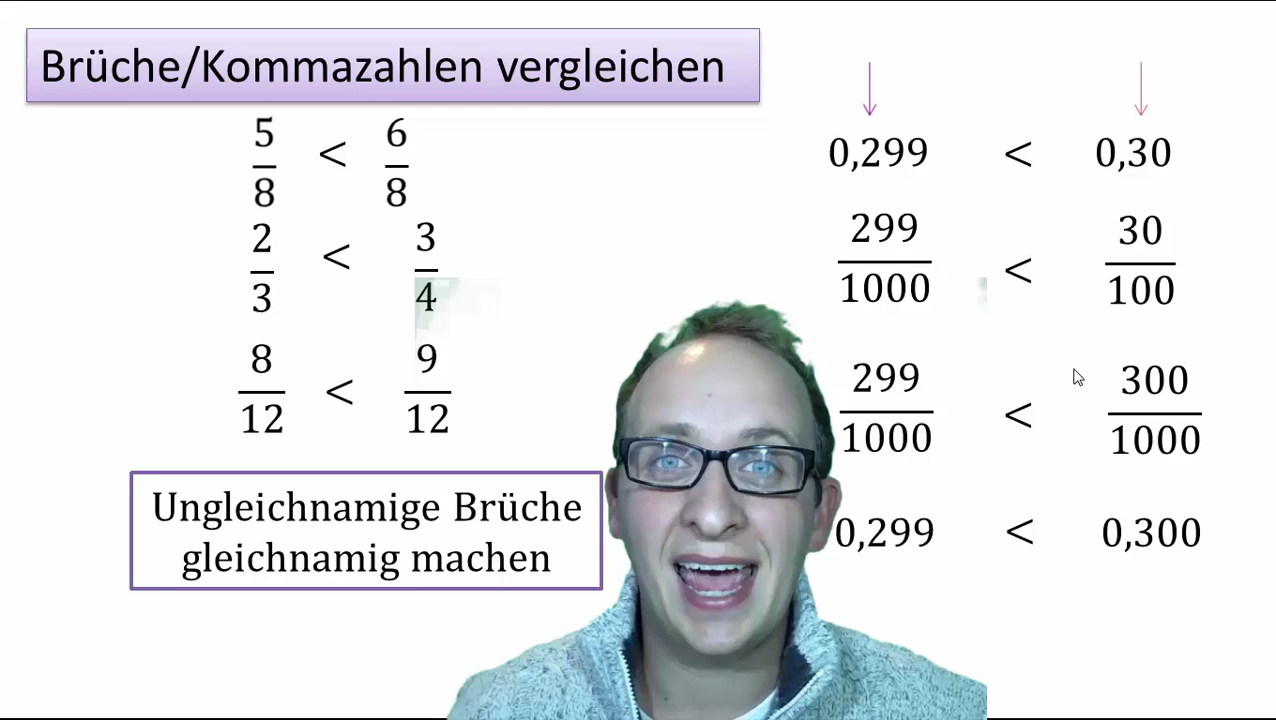 Brüche/Kommazahlen vergleichen
5/8 < 6/8
2/3 < 3/4
8/12 < 9/12
Ungleichnamige Brüche
gleichnamig machen
0,299 < 0,30
299/1000 < 30/100
299/1000 < 300/1000
0,299 < 0,300